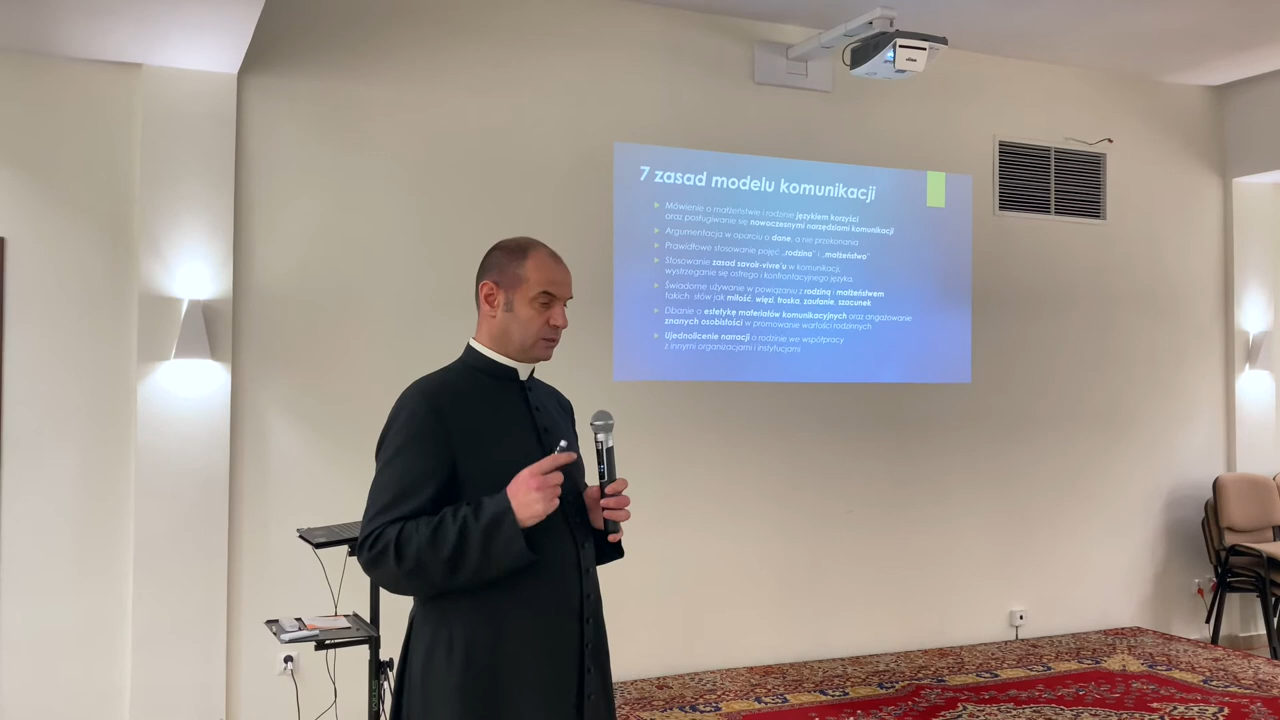 7 zasad modelu komunikacji
Mówienie o małżeństwie i rodzinie językiem korzyści
oraz posługiwanie się nowoczesnymi narzędziami komunikacji
Argumentacja w oparciu o dane, a nie przekonania
Prawidłowe stosowanie pojęć „rodzina” i „małżeństwo”
Stosowanie zasad savoir-vivre'u w komunikacji,
wystrzeganie się ostrego i konfrontacyjnego języka.
Świadome używanie w powiązaniu z rodziną i małżeństwem
takich słów jak miłość, więzi, troska, zaufanie, szacunek
Dbanie o estetykę materiałów komunikacyjnych oraz angażowanie
znanych osobistości w promowanie wartości rodzinnych
Ujednolicenie narracji o rodzinie we współpracy
z innymi organizacjami i instytucjami